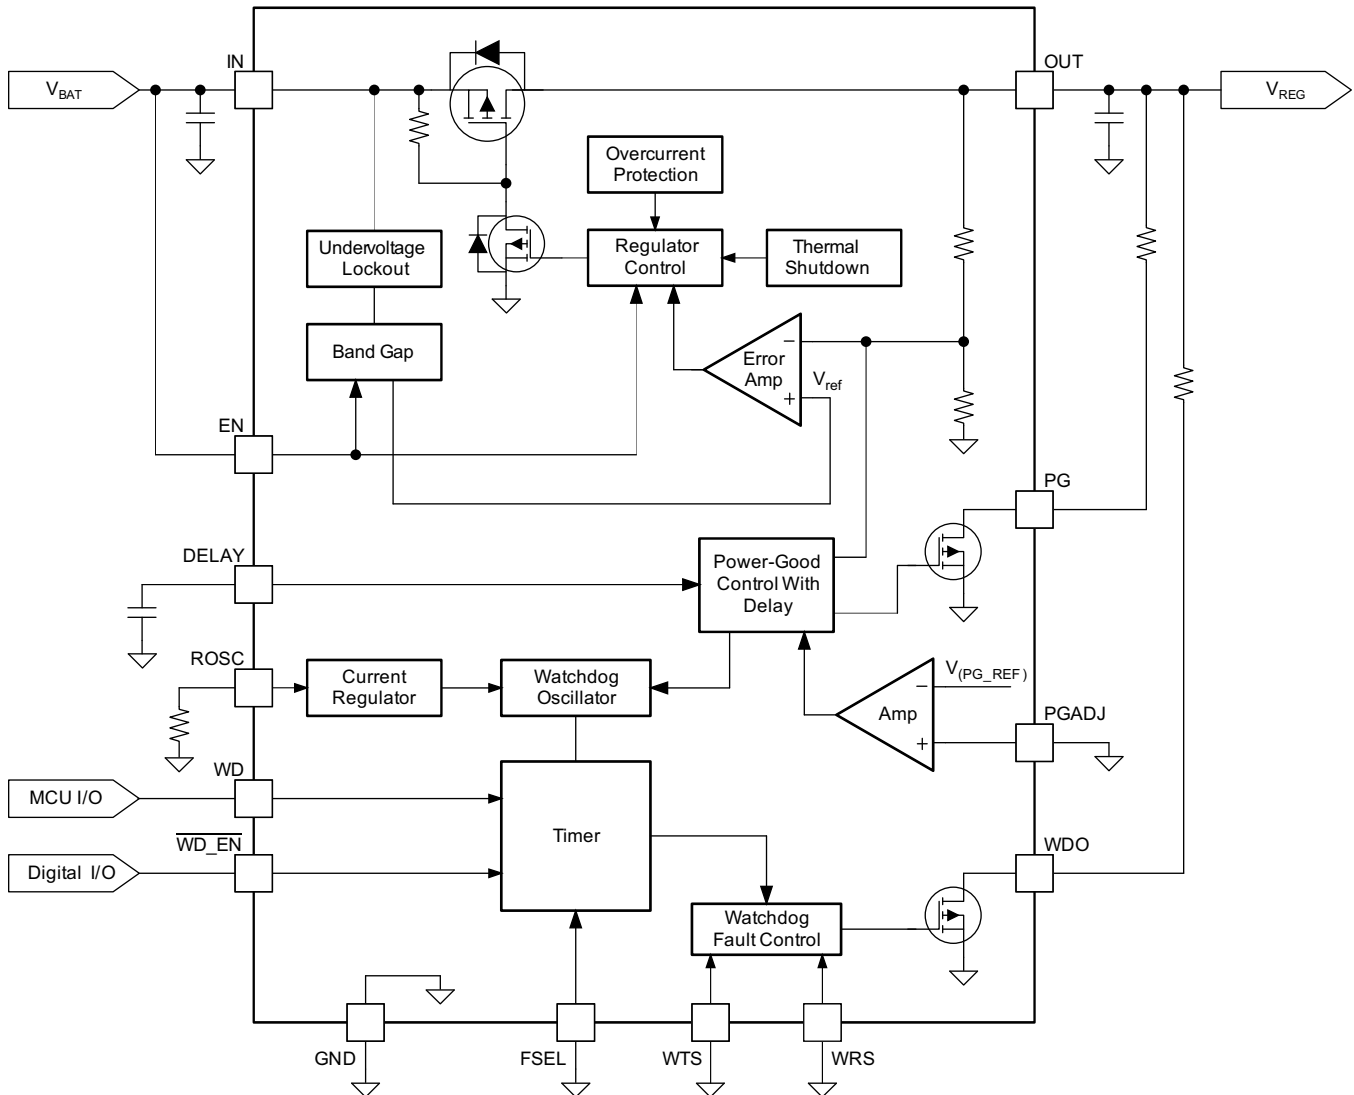 IN
OUT
VBAT
VREG
Overcurrent
Protection
Undervoltage
Lockout
Regulator
Control
Thermal
Shutdown
Band Gap
−
Error
Amp
Vref
+
EN
PG
DELAY
Power-Good
Control With
Delay
ROSC
Current
Regulator
Watchdog
Oscillator
V(PG_REF)
−
Amp
PGADJ
+
WD
MCU I/O
Timer
WD_EN
Digital I/O
WDO
Watchdog
Fault Control
GND
FSEL
WTS
WRS